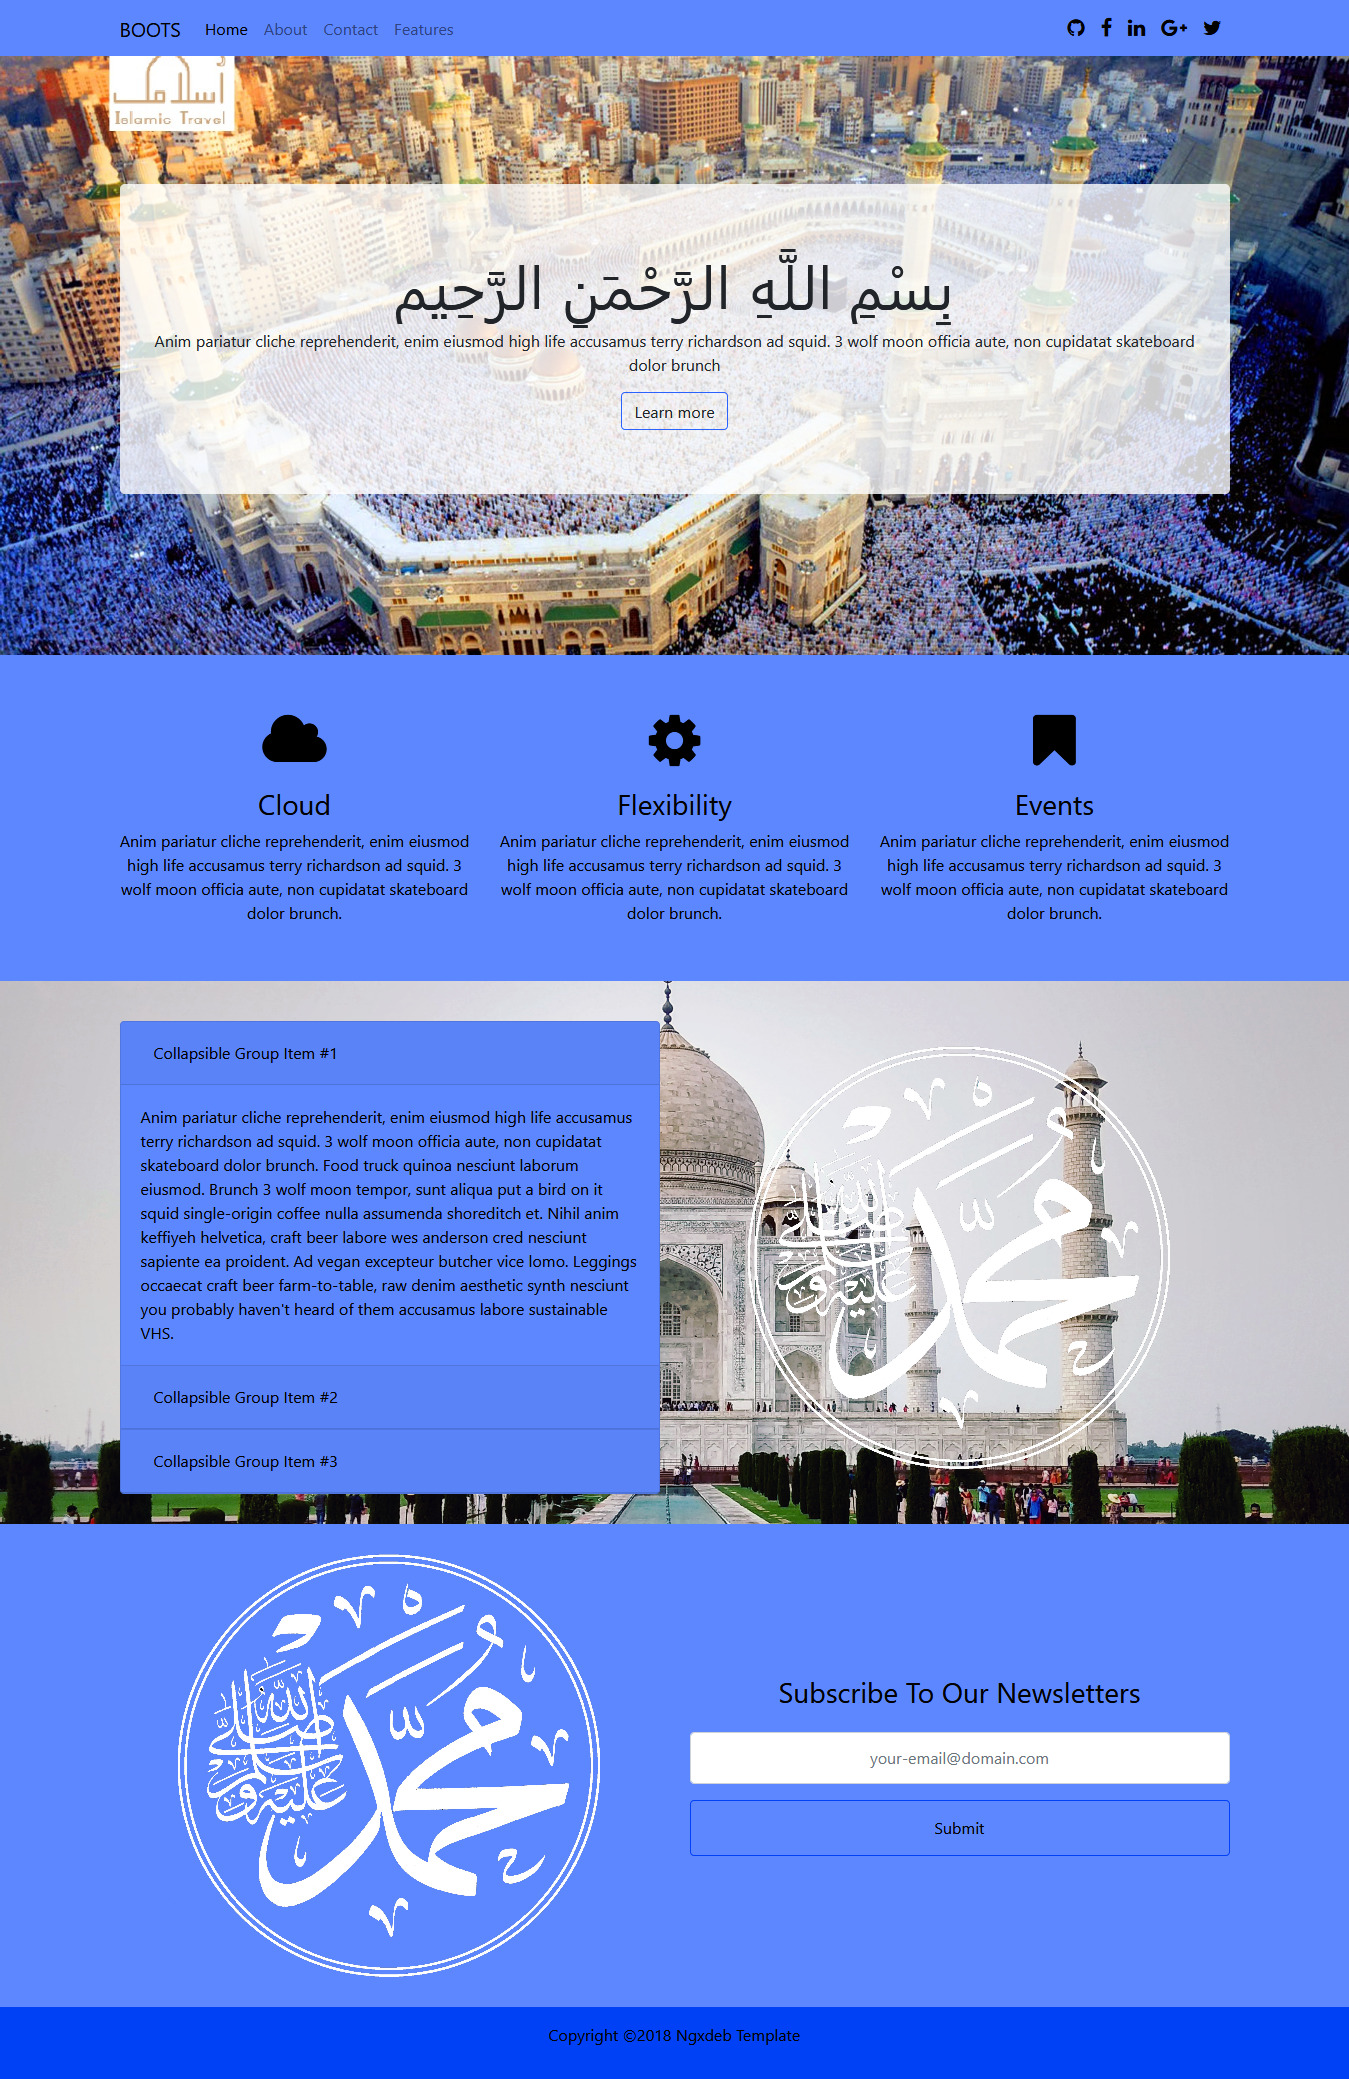 BOOTS Home About Contact Features
أسلامى
Islamic Travel
بِسْمِ اللَّهِ الرَّحْمَنِ الرَّحِيم
Anim pariatur cliche reprehenderit, enim eiusmod high life accusamus terry richardson ad squid. 3 wolf moon officia aute, non cupidatat skateboard
dolor brunch
Learn more
Cloud
Anim pariatur cliche reprehenderit, enim eiusmod
high life accusamus terry richardson ad squid. 3
wolf moon officia aute, non cupidatat skateboard
dolor brunch.
Flexibility
Anim pariatur cliche reprehenderit, enim eiusmod
high life accusamus terry richardson ad squid. 3
wolf moon officia aute, non cupidatat skateboard
dolor brunch.
Events
Anim pariatur cliche reprehenderit, enim eiusmod
high life accusamus terry richardson ad squid. 3
wolf moon officia aute, non cupidatat skateboard
dolor brunch.
Collapsible Group Item #1
Anim pariatur cliche reprehenderit, enim eiusmod high life accusamus
terry richardson ad squid. 3 wolf moon officia aute, non cupidatat
skateboard dolor brunch. Food truck quinoa nesciunt laborum
eiusmod. Brunch 3 wolf moon tempor, sunt aliqua put a bird on it
squid single-origin coffee nulla assumenda shoreditch et. Nihil anim
keffiyeh helvetica, craft beer labore wes anderson cred nesciunt
sapiente ea proident. Ad vegan excepteur butcher vice lomo. Leggings
occaecat craft beer farm-to-table, raw denim aesthetic synth nesciunt
you probably haven't heard of them accusamus labore sustainable
VHS.
Collapsible Group Item #2
Collapsible Group Item #3
محمد صلى الله عليه وسلم
محمد صلى الله عليه وسلم
Subscribe To Our Newsletters
your-email@domain.com
Submit
Copyright ©2018 Ngxdeb Template